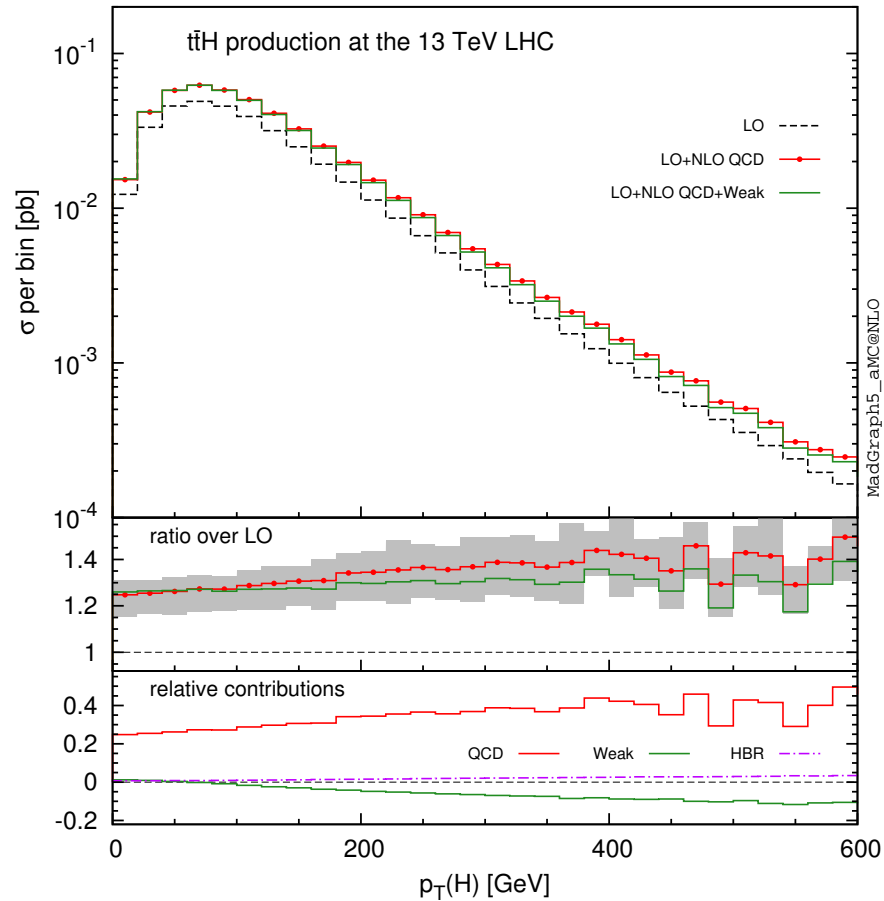 tt̄H production at the 13 TeV LHC
LO
LO+NLO QCD
LO+NLO QCD+Weak
10⁻¹
10⁻²
10⁻³
10⁻⁴
σ per bin [pb]
MadGraph5_aMC@NLO
10⁻⁴
ratio over LO
1.4
1.2
1
relative contributions
0.4
0.2
0
-0.2
QCD
Weak
HBR
0
200
400
600
p_T(H) [GeV]